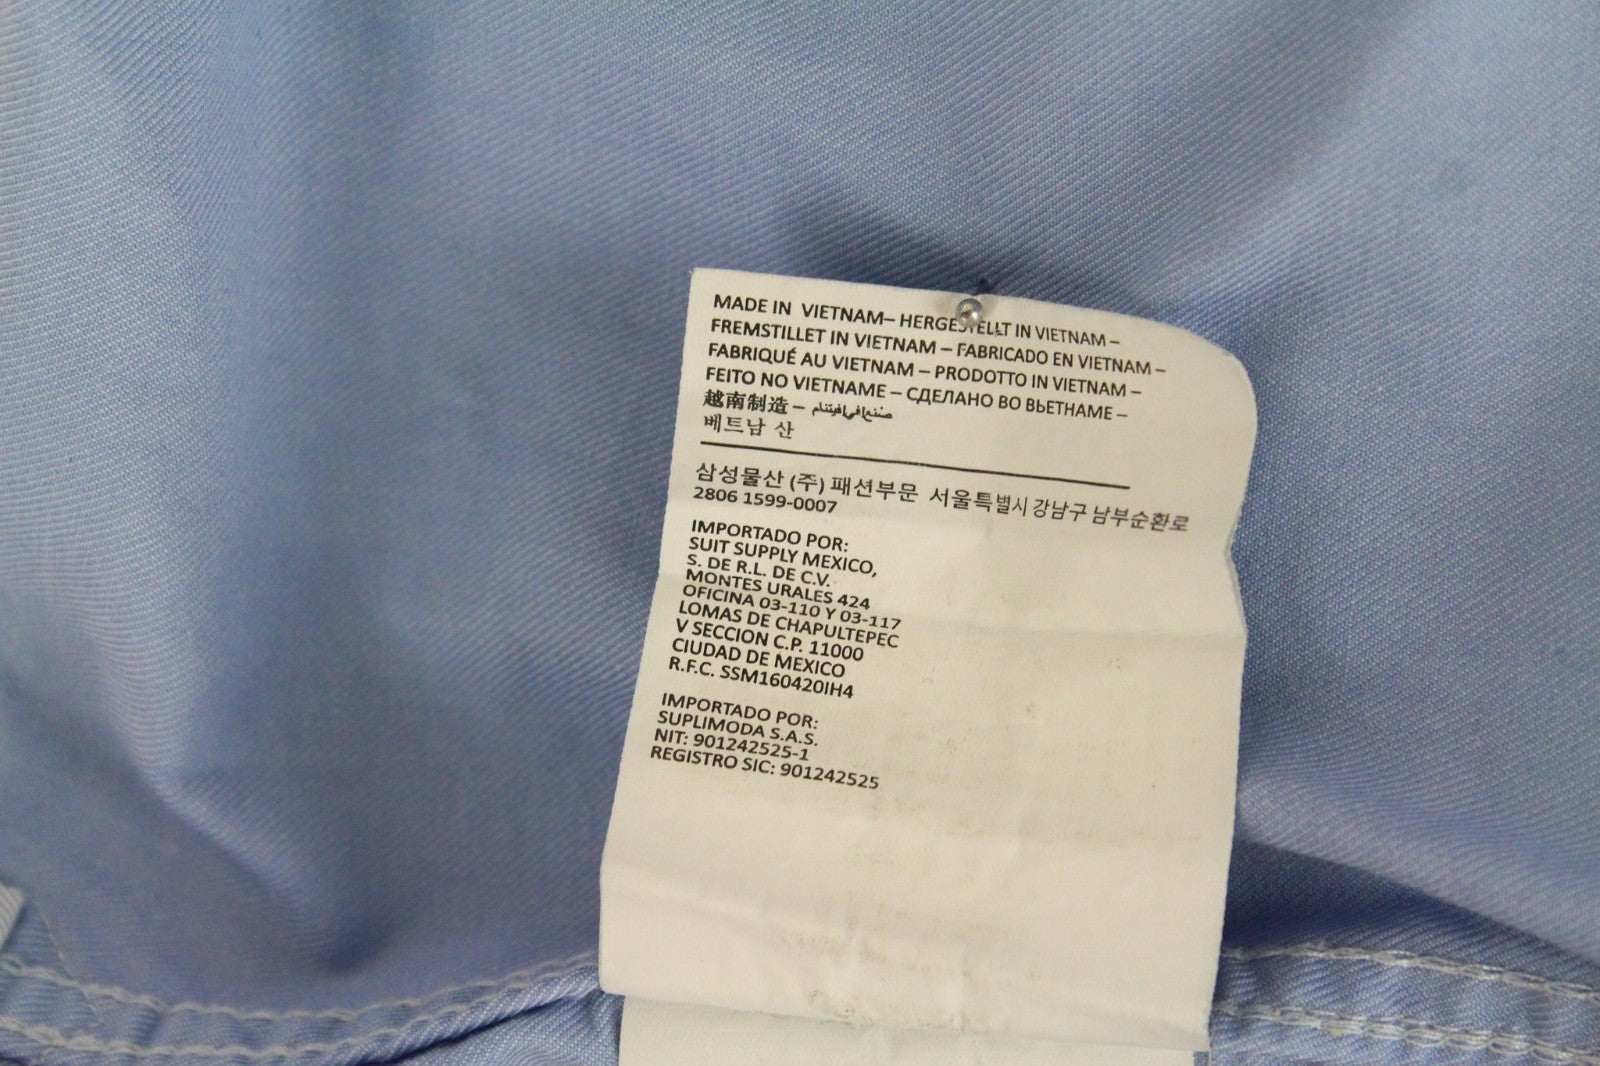 MADE IN VIETNAM– HERGESTELLT IN VIETNAM –
FREMSTILLET IN VIETNAM – FABRICADO EN VIETNAM –
FABRIQUÉ AU VIETNAM – PRODOTTO IN VIETNAM –
FEITO NO VIETNAME – СДЕЛАНО ВО ВЬЕТНАМЕ –
越南制造 – صنع افي افيتنام
베트남 산
삼성물산 (주) 패션부문 서울특별시 강남구 남부순환로
2806 1599-0007
IMPORTADO POR:
SUIT SUPPLY MEXICO,
S. DE R.L. DE C.V.
MONTES URALES 424
OFICINA 03-110 Y 03-117
LOMAS DE CHAPULTEPEC
V SECCION C.P. 11000
CIUDAD DE MEXICO
R.F.C. SSM160420IH4
IMPORTADO POR:
SUPLIMODA S.A.S.
NIT: 901242525-1
REGISTRO SIC: 901242525